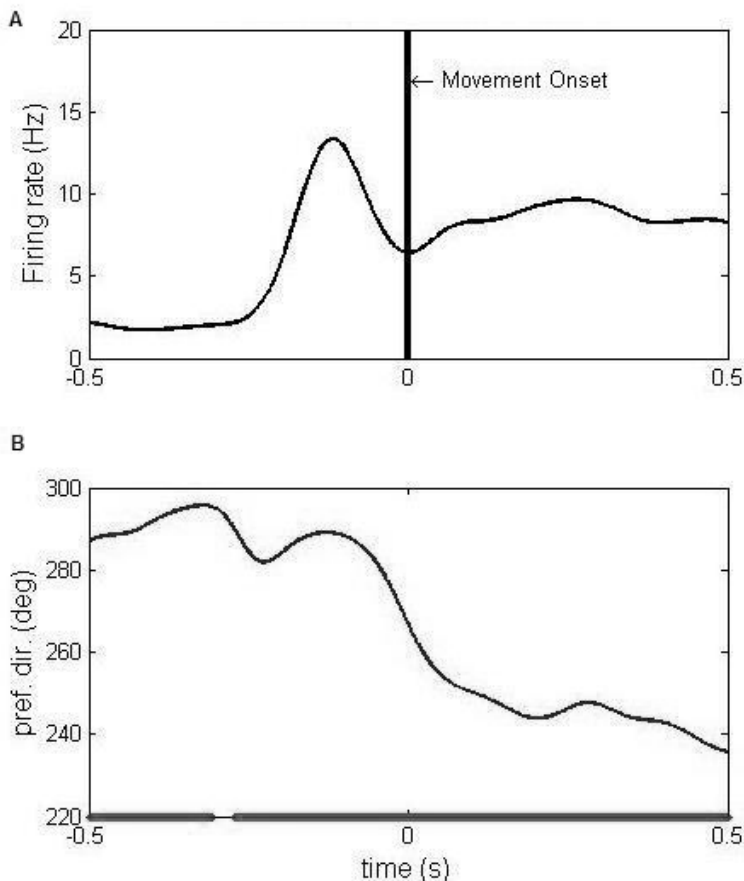 A
20
15
10
5
0
Firing rate (Hz)
← Movement Onset
-0.5
0
0.5
B
300
280
260
240
220
pref. dir. (deg)
-0.5
0
0.5
time (s)